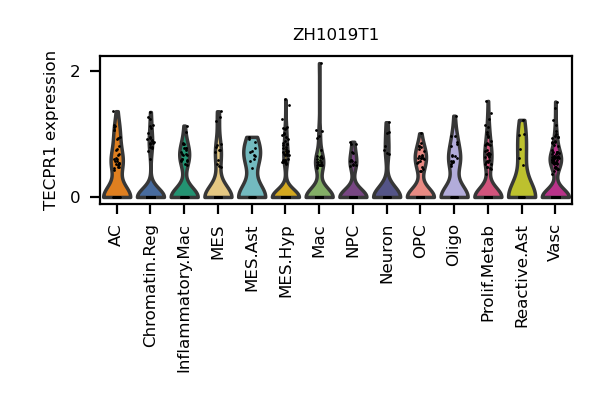 ZH1019T1
TECPR1 expression
2
0
AC
Chromatin.Reg
Inflammatory.Mac
MES
MES.Ast
MES.Hyp
Mac
NPC
Neuron
OPC
Oligo
Prolif.Metab
Reactive.Ast
Vasc